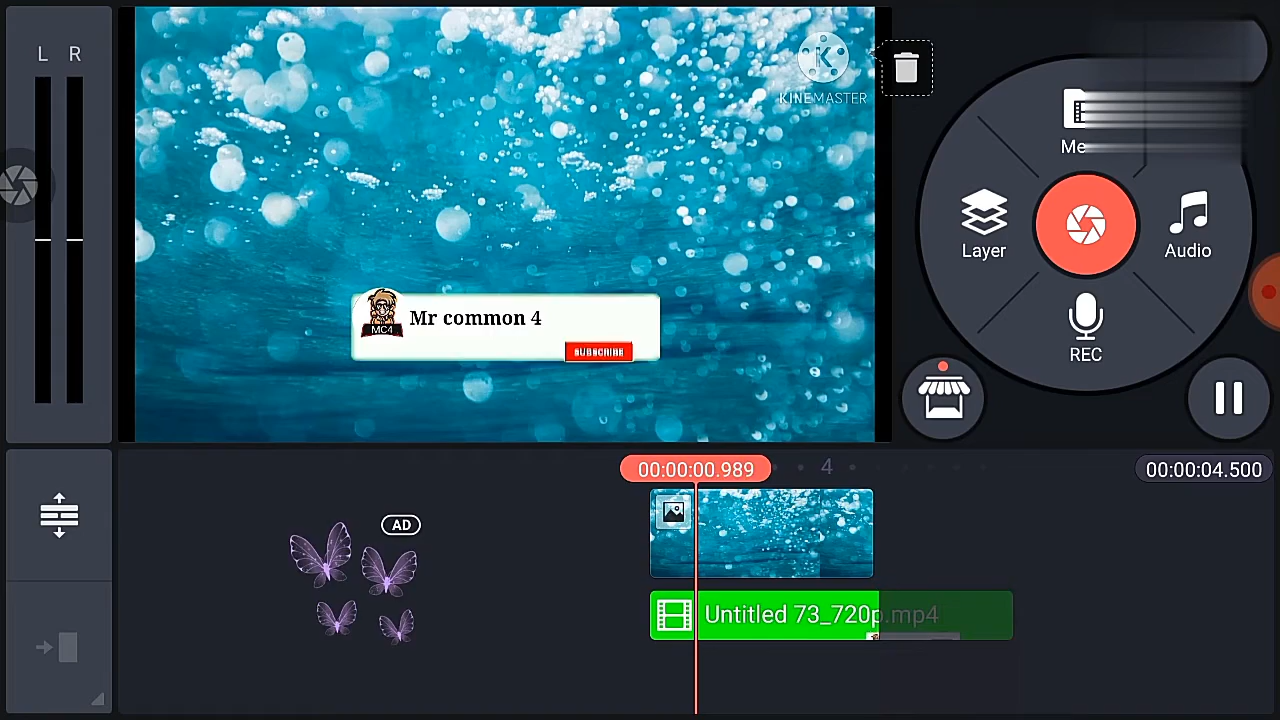 L R
KINEMASTER
Me
Layer
Audio
REC
MC4
Mr common 4
SUBSCRIBE
00:00:00.989
4
00:00:04.500
AD
Untitled 73_720p.mp4